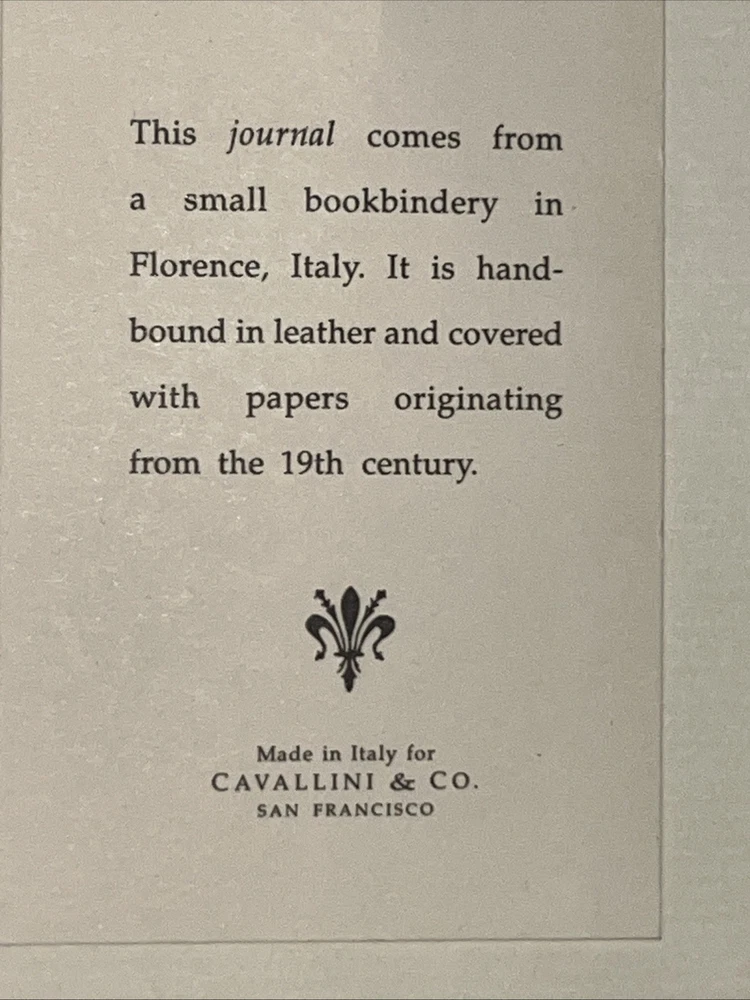 This journal comes from
a small bookbindery in
Florence, Italy. It is hand-
bound in leather and covered
with papers originating
from the 19th century.
Made in Italy for
CAVALLINI & CO.
SAN FRANCISCO